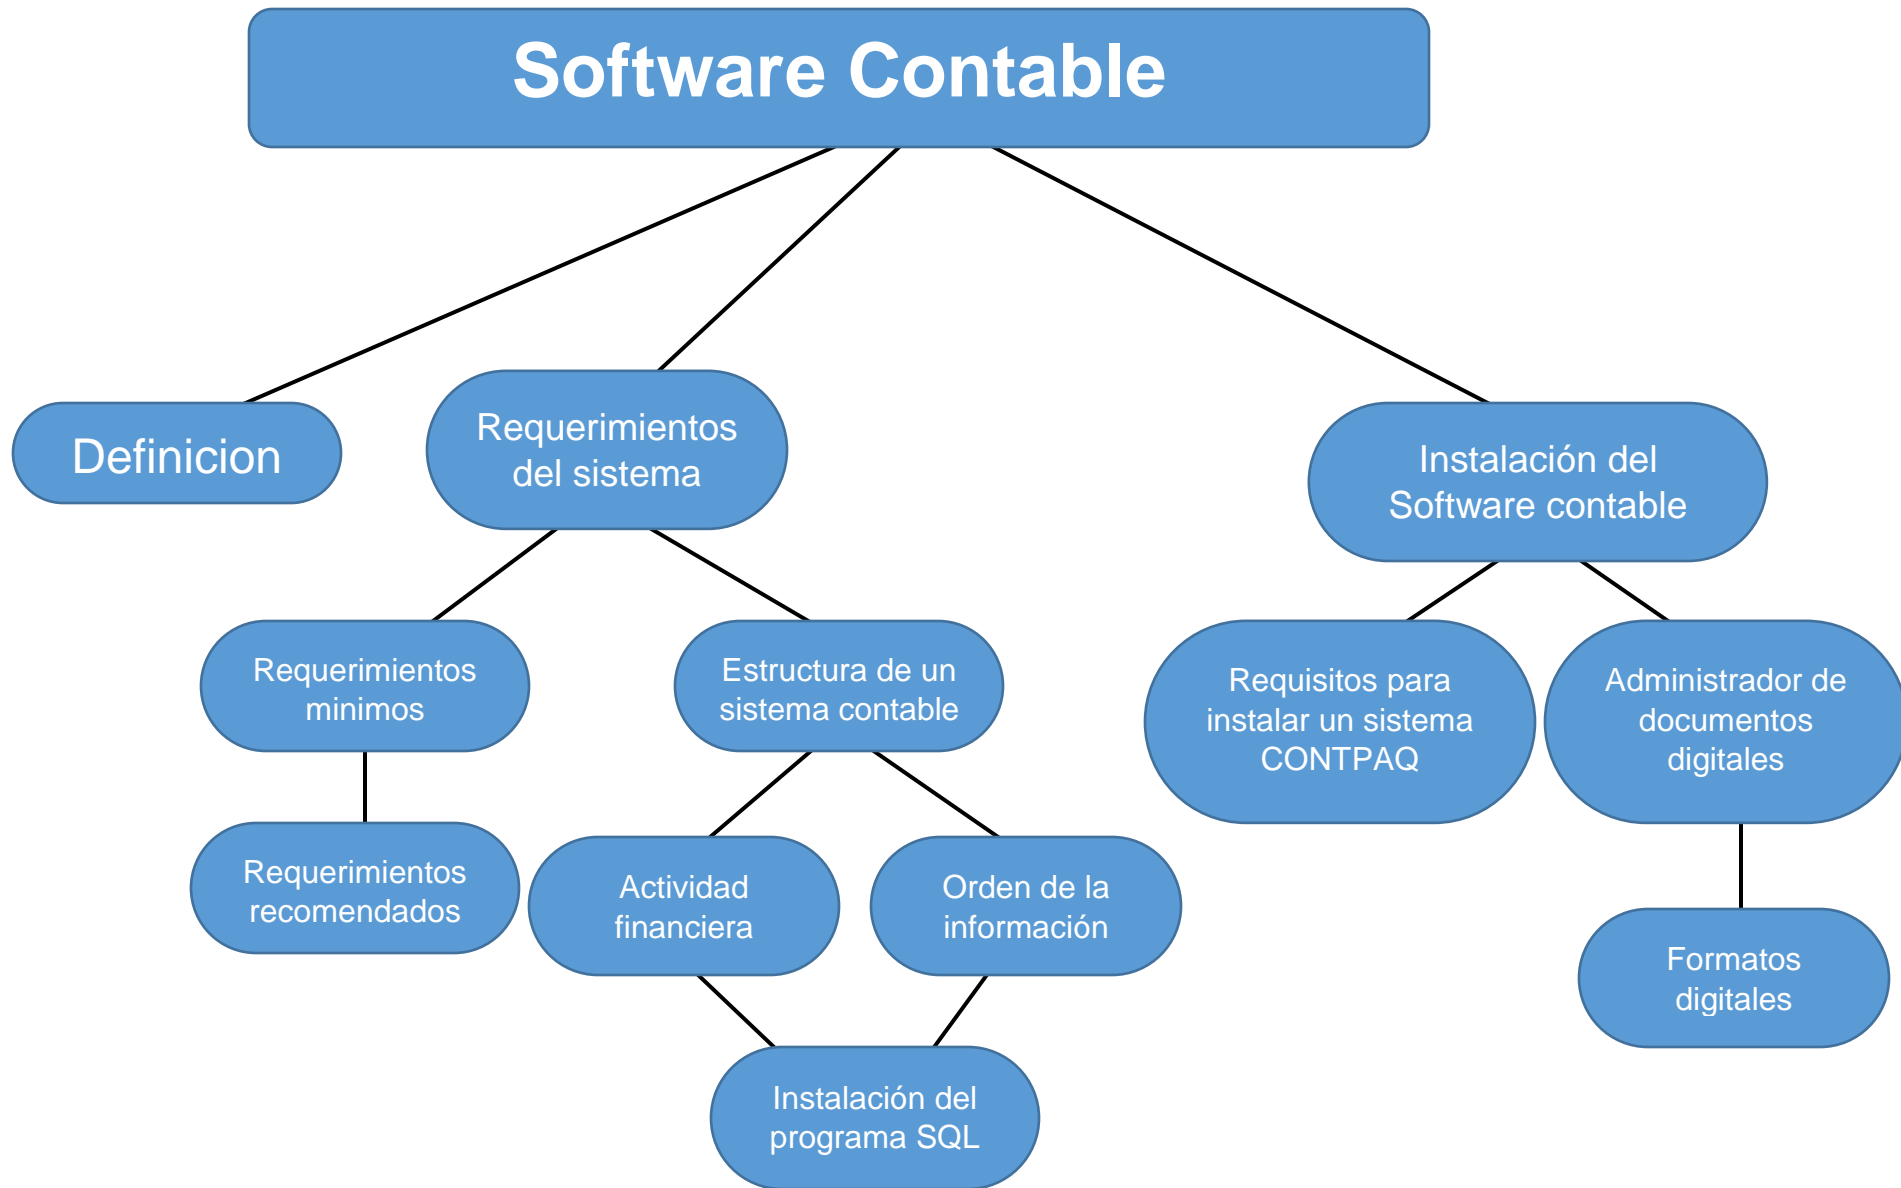 Software Contable
Definicion
Requerimientos
del sistema
Instalación del
Software contable
Requerimientos
minimos
Estructura de un
sistema contable
Requisitos para
instalar un sistema
CONTPAQ
Administrador de
documentos
digitales
Requerimientos
recomendados
Actividad
financiera
Orden de la
información
Formatos
digitales
Instalación del
programa SQL